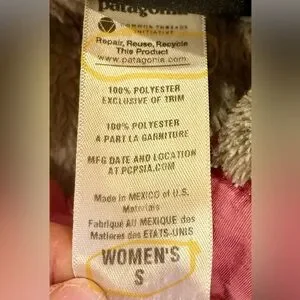 patagonia
COMMON THREADS
INITIATIVE
Repair, Reuse, Recycle
This Product
www.patagonia.com
100% POLYESTER
EXCLUSIVE OF TRIM
100% POLYESTER
A PART LA GARNITURE
MFG DATE AND LOCATION
AT PCPSIA.COM
Made in MEXICO of U.S.
Materials
Fabriqué AU MEXIQUE des
Matieres des ETATS-UNIS
WOMEN'S
S